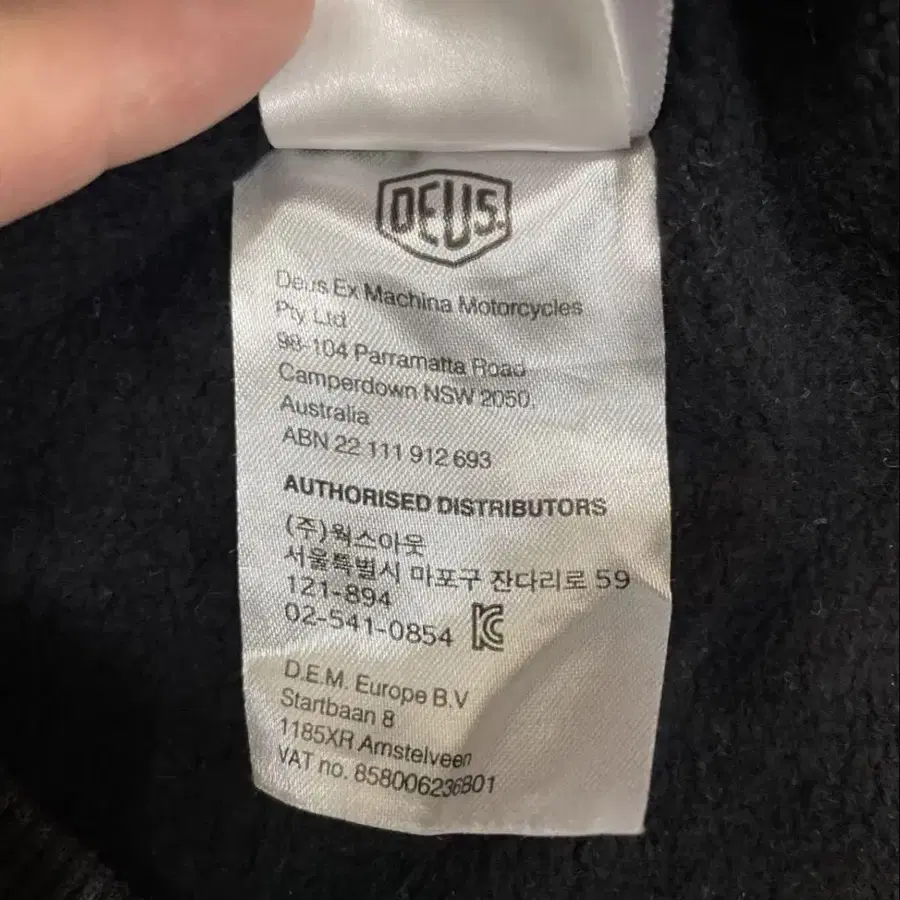 DEUS.
Deus Ex Machina Motorcycles
Pty Ltd
98-104 Parramatta Road
Camperdown NSW 2050,
Australia
ABN 22 111 912 693
AUTHORISED DISTRIBUTORS
(주)웍스아웃
서울특별시 마포구 잔다리로 59
121-894
02-541-0854
D.E.M. Europe B.V
Startbaan 8
1185XR Amstelveen
VAT no. 858006236B01